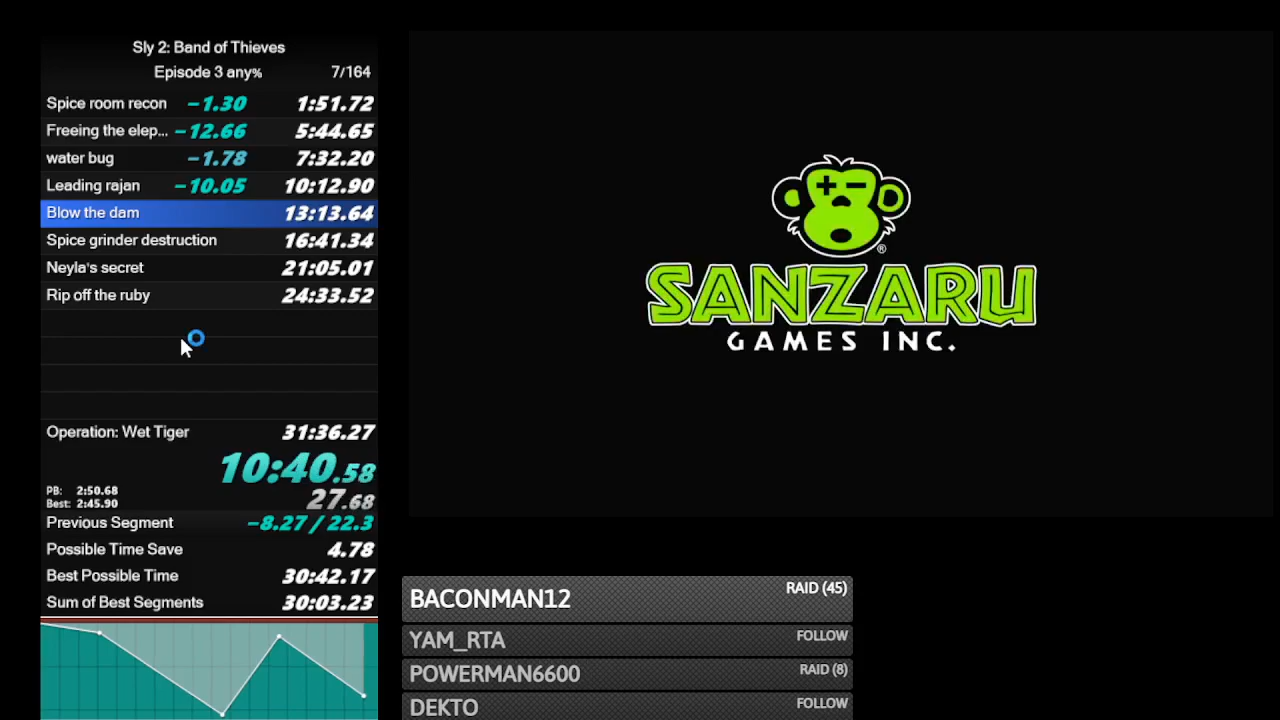 Sly 2: Band of Thieves
Episode 3 any% 7/164
Spice room recon -1.30 1:51.72
Freeing the elep... -12.66 5:44.65
water bug -1.78 7:32.20
Leading rajan -10.05 10:12.90
Blow the dam 13:13.64
Spice grinder destruction 16:41.34
Neyla's secret 21:05.01
Rip off the ruby 24:33.52
Operation: Wet Tiger 31:36.27
10:40.58
PB: 2:50.68
Best: 2:45.90
27.68
Previous Segment -8.27 / 22.3
Possible Time Save 4.78
Best Possible Time 30:42.17
Sum of Best Segments 30:03.23
SANZARU
GAMES INC.
®
BACONMAN12 RAID (45)
YAM_RTA FOLLOW
POWERMAN6600 RAID (8)
DEKTO FOLLOW